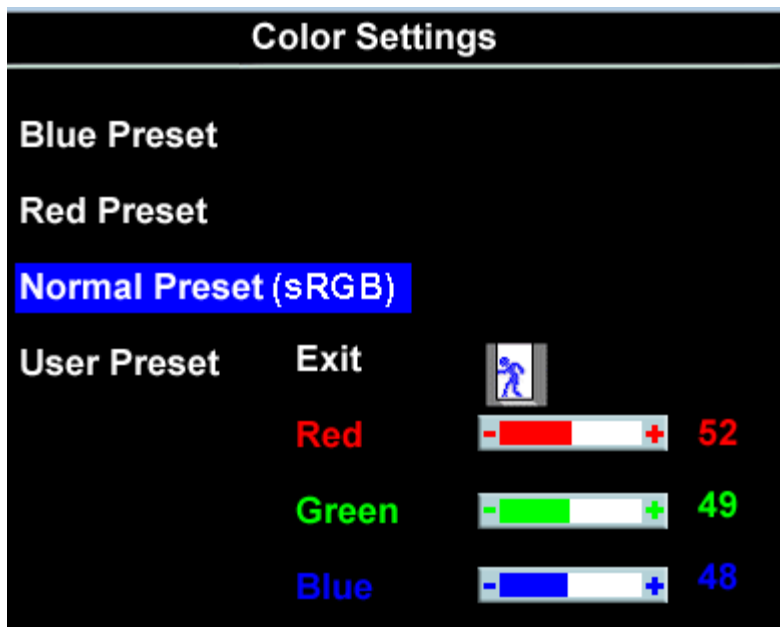 Color Settings
Blue Preset
Red Preset
Normal Preset (sRGB)
User Preset Exit
Red - + 52
Green - + 49
Blue - + 48